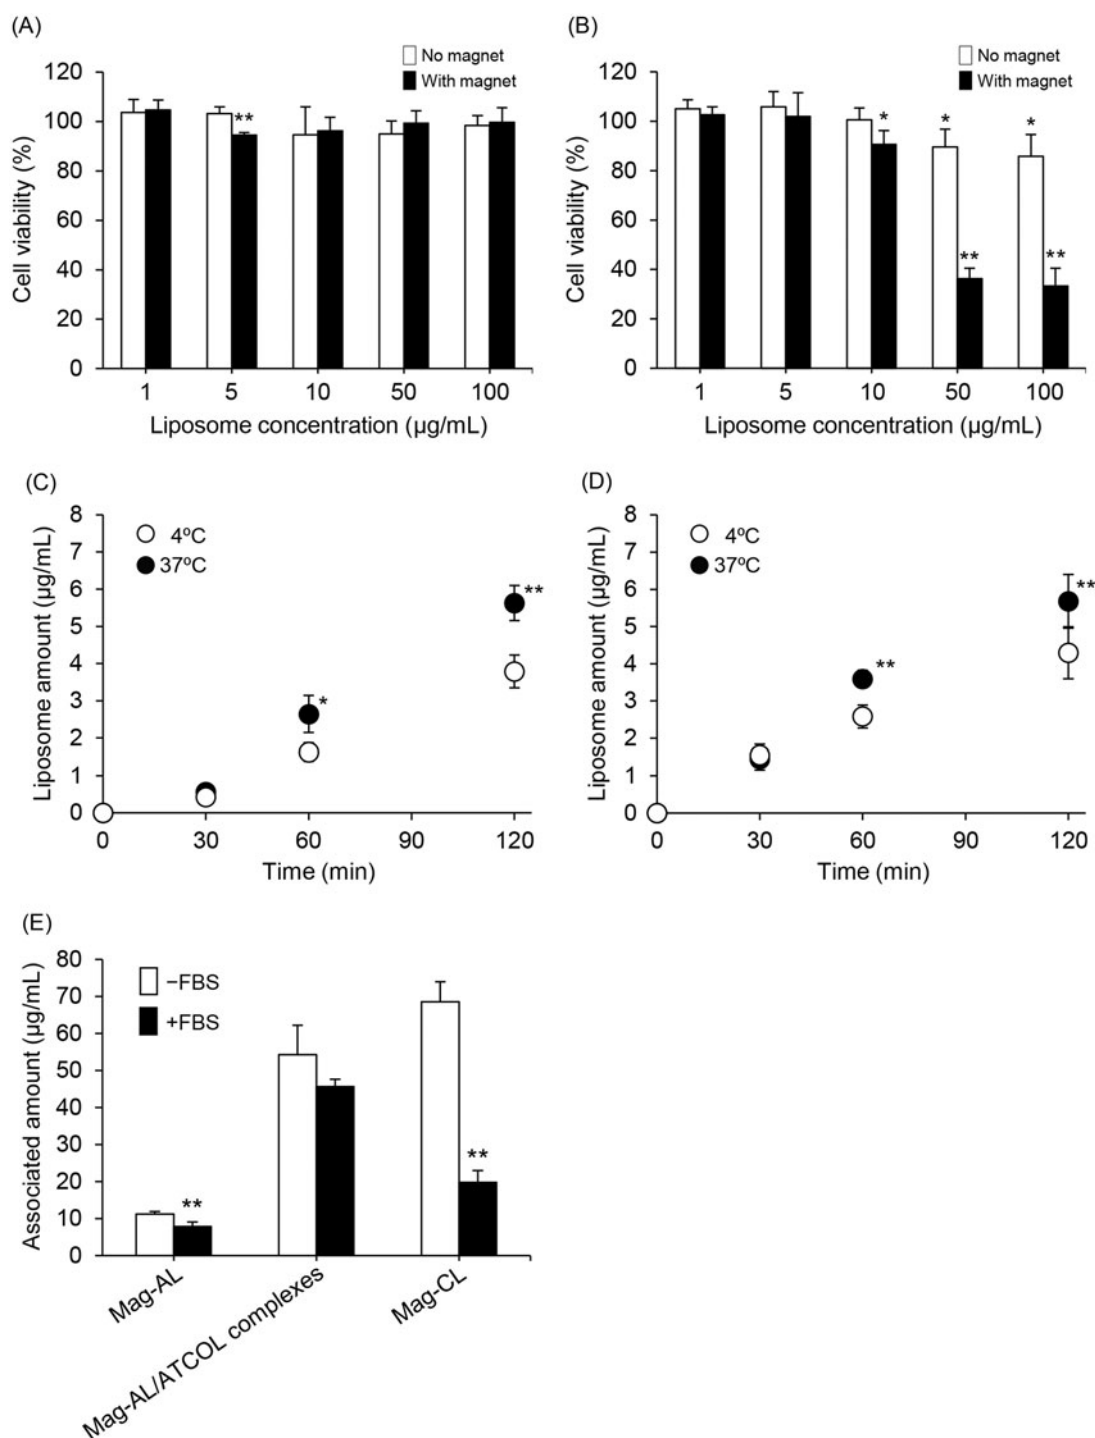 (A)
No magnet
With magnet
120
100
80
60
40
20
0
**
Cell viability (%)
1 5 10 50 100
Liposome concentration (µg/mL)
(B)
No magnet
With magnet
120
100
80
60
40
20
0
* * *
** **
Cell viability (%)
1 5 10 50 100
Liposome concentration (µg/mL)
(C)
4ºC
37ºC
8
7
6
5
4
3
2
1
0
**
*
Liposome amount (µg/mL)
0 30 60 90 120
Time (min)
(D)
4ºC
37ºC
8
7
6
5
4
3
2
1
0
**
**
Liposome amount (µg/mL)
0 30 60 90 120
Time (min)
(E)
−FBS
+FBS
80
70
60
50
40
30
20
10
0
** **
Associated amount (µg/mL)
Mag-AL
Mag-AL/ATCOL complexes
Mag-CL